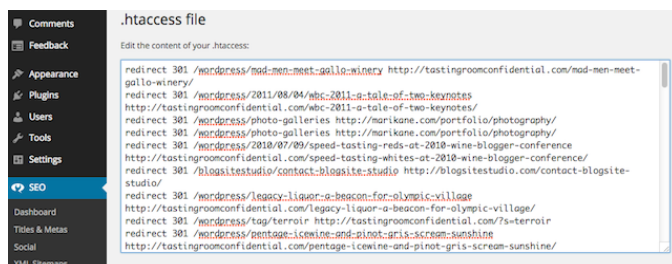 Comments
Feedback
Appearance
Plugins
Users
Tools
Settings
SEO
Dashboard
Titles & Metas
Social
XML Sitemaps
.htaccess file
Edit the content of your .htaccess:
redirect 301 /wordpress/mad-men-meet-gallo-winery http://tastingroomconfidential.com/mad-men-meet-
gallo-winery/
redirect 301 /wordpress/2011/08/04/wbc-2011-a-tale-of-two-keynotes
http://tastingroomconfidential.com/wbc-2011-a-tale-of-two-keynotes/
redirect 301 /wordpress/photo-galleries http://marikane.com/portfolio/photography/
redirect 301 /wordpress/photo-galleries http://marikane.com/portfolio/photography/
redirect 301 /wordpress/2010/07/09/speed-tasting-reds-at-2010-wine-blogger-conference
http://tastingroomconfidential.com/speed-tasting-whites-at-2010-wine-blogger-conference/
redirect 301 /blogsitestudio/contact-blogsite-studio http://blogsitestudio.com/contact-blogsite-
studio/
redirect 301 /wordpress/legacy-liquor-a-beacon-for-olympic-village
http://tastingroomconfidential.com/legacy-liquor-a-beacon-for-olympic-village/
redirect 301 /wordpress/tag/terroir http://tastingroomconfidential.com/?s=terroir
redirect 301 /wordpress/pentage-icewine-and-pinot-gris-scream-sunshine
http://tastingroomconfidential.com/pentage-icewine-and-pinot-gris-scream-sunshine/